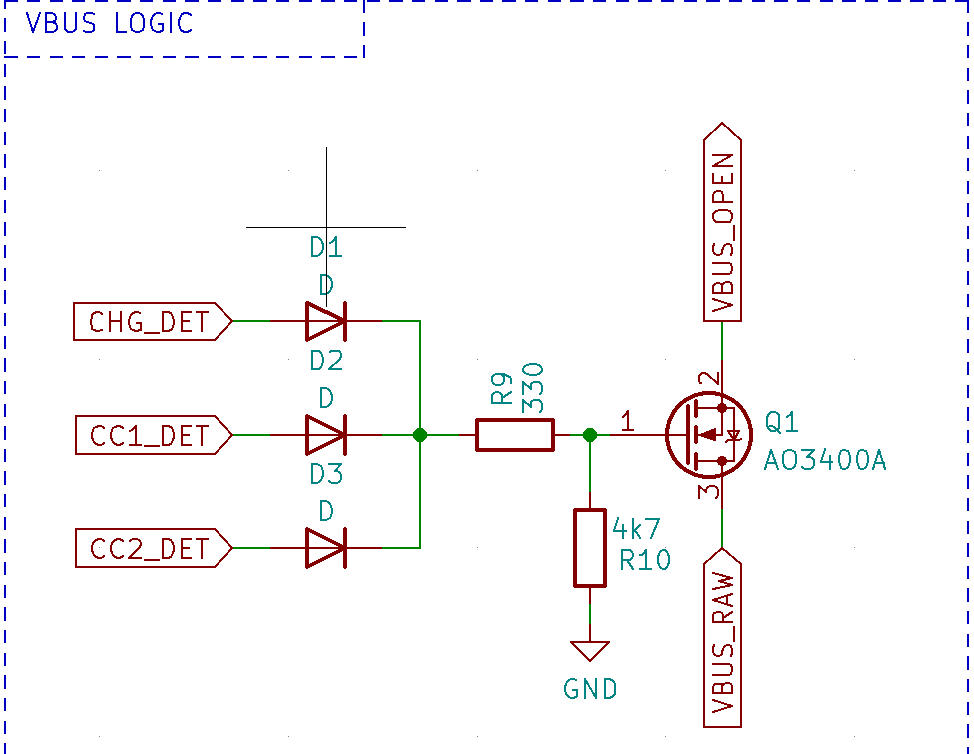 VBUS LOGIC
VBUS_OPEN
D1
D
CHG_DET
D2
D
CC1_DET
D3
D
CC2_DET
R9
330
1
2
Q1
AO3400A
3
4k7
R10
GND
VBUS_RAW